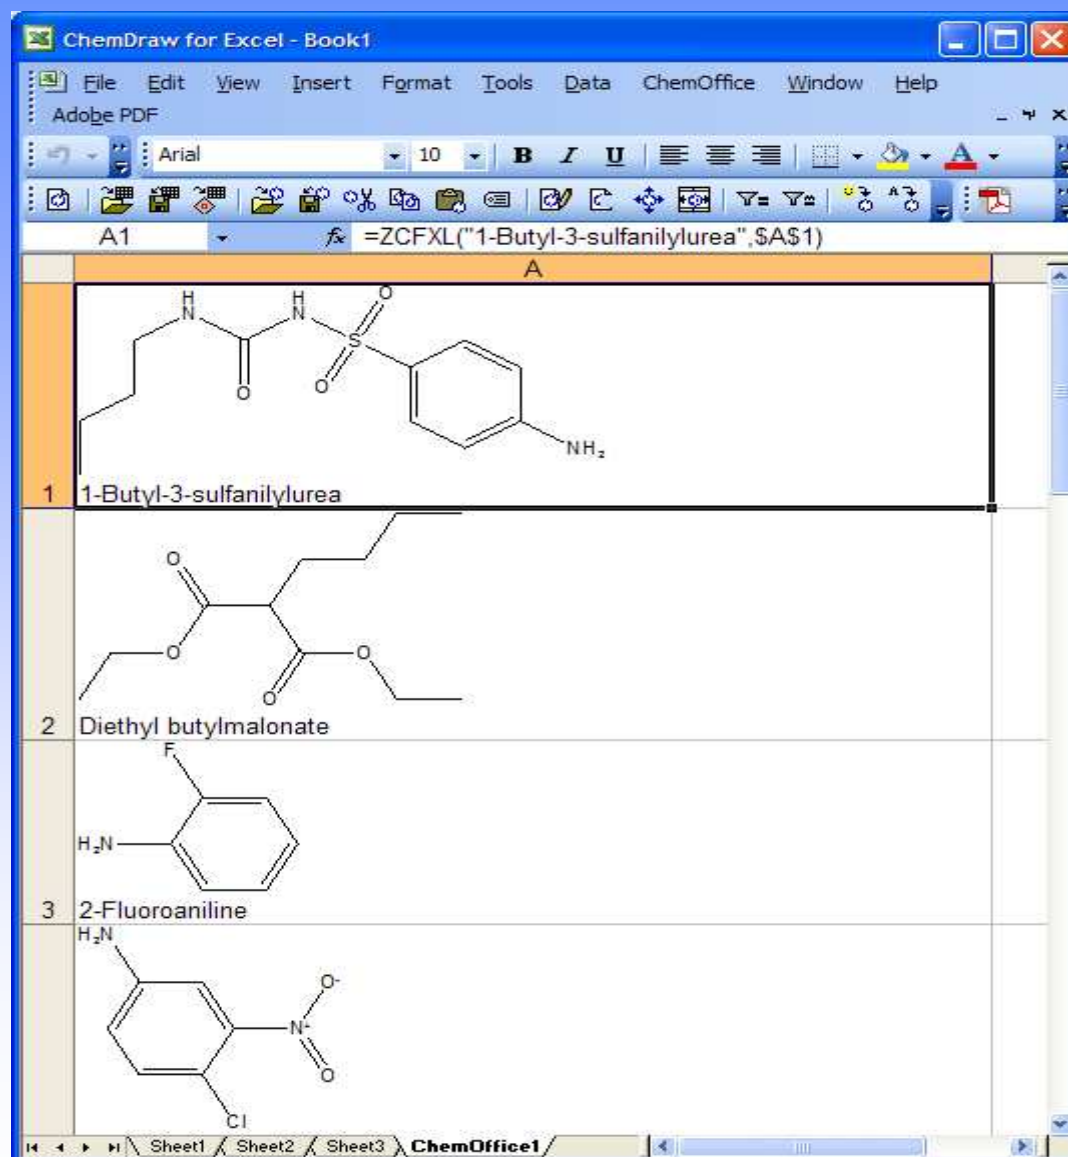 ChemDraw for Excel - Book1
File Edit View Insert Format Tools Data ChemOffice Window Help
Adobe PDF
Arial 10 B I U A
A1 fx =ZCFXL("1-Butyl-3-sulfanilylurea",$A$1)
A
H H O
N N
S
O O
NH2
1 1-Butyl-3-sulfanilylurea
O
O O
O
2 Diethyl butylmalonate
F
H2N
3 2-Fluoroaniline
H2N
O-
N+
O
Cl
Sheet1 Sheet2 Sheet3 ChemOffice1